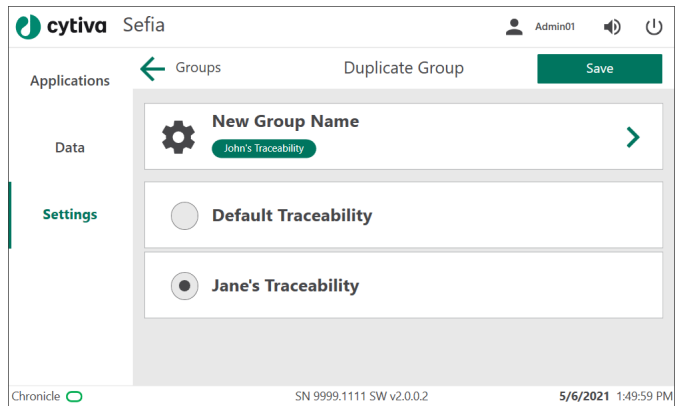 cytiva Sefia
Admin01
Applications
Data
Settings
Groups
Duplicate Group
Save
New Group Name
John's Traceability
Default Traceability
Jane's Traceability
Chronicle
SN 9999.1111 SW v2.0.0.2
5/6/2021 1:49:59 PM